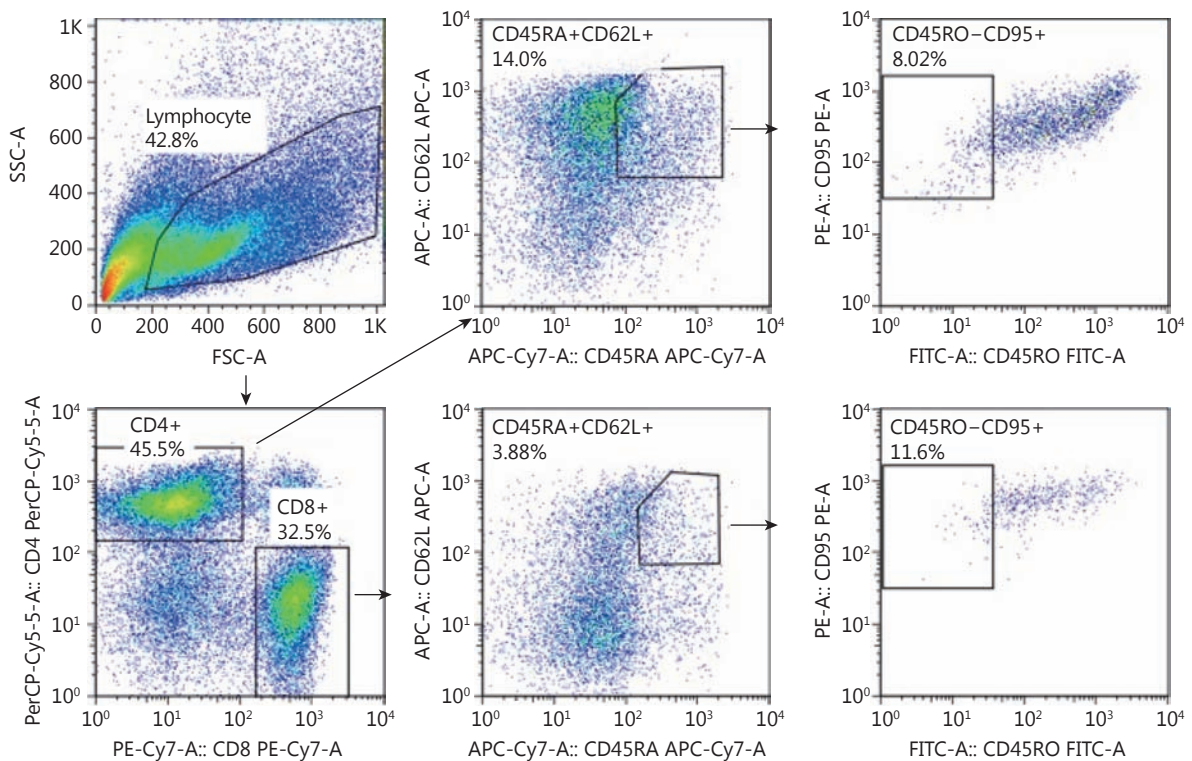 1K
800
600
400
200
0
SSC-A
Lymphocyte
42.8%
0 200 400 600 800 1K
FSC-A
10⁴
10³
10²
10¹
10⁰
APC-A:: CD62L APC-A
CD45RA+CD62L+
14.0%
10⁰ 10¹ 10² 10³ 10⁴
APC-Cy7-A:: CD45RA APC-Cy7-A
10⁴
10³
10²
10¹
10⁰
PE-A:: CD95 PE-A
CD45RO−CD95+
8.02%
10⁰ 10¹ 10² 10³ 10⁴
FITC-A:: CD45RO FITC-A
10⁴
10³
10²
10¹
10⁰
PerCP-Cy5-5-A:: CD4 PerCP-Cy5-5-A
CD4+
45.5%
CD8+
32.5%
10⁰ 10¹ 10² 10³ 10⁴
PE-Cy7-A:: CD8 PE-Cy7-A
10⁴
10³
10²
10¹
10⁰
APC-A:: CD62L APC-A
CD45RA+CD62L+
3.88%
10⁰ 10¹ 10² 10³ 10⁴
APC-Cy7-A:: CD45RA APC-Cy7-A
10⁴
10³
10²
10¹
10⁰
PE-A:: CD95 PE-A
CD45RO−CD95+
11.6%
10⁰ 10¹ 10² 10³ 10⁴
FITC-A:: CD45RO FITC-A